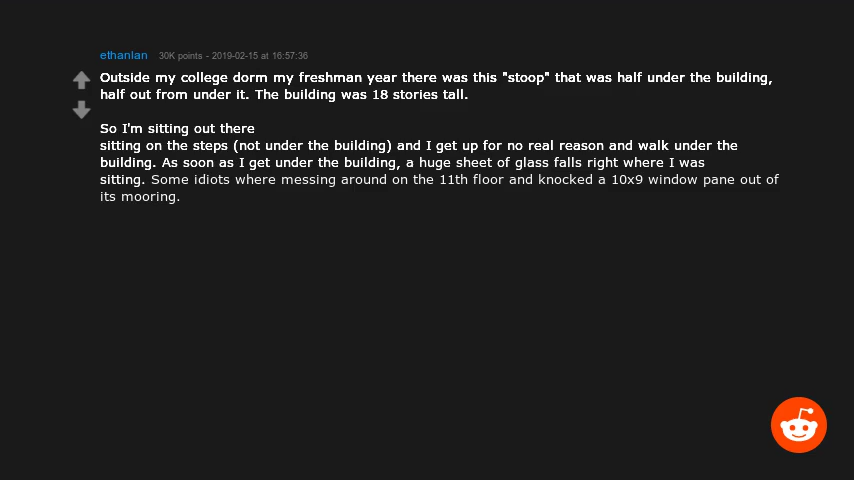 ethanlan 30K points - 2019-02-15 at 16:57:36
Outside my college dorm my freshman year there was this "stoop" that was half under the building,
half out from under it. The building was 18 stories tall.
So I'm sitting out there
sitting on the steps (not under the building) and I get up for no real reason and walk under the
building. As soon as I get under the building, a huge sheet of glass falls right where I was
sitting. Some idiots where messing around on the 11th floor and knocked a 10x9 window pane out of
its mooring.